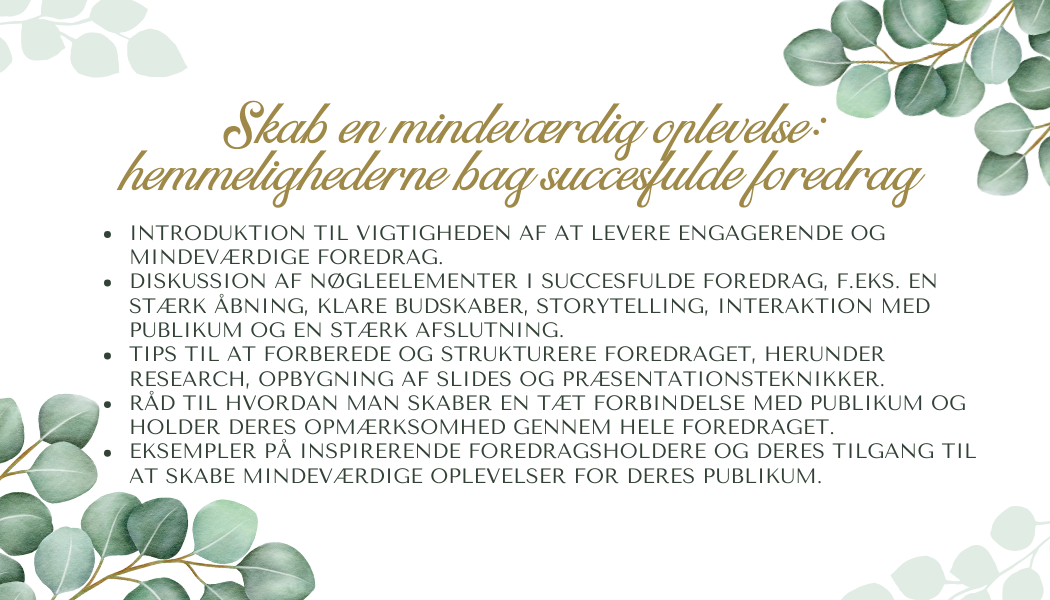 Skab en mindeværdig oplevelse:
hemmelighederne bag succesfulde foredrag
• INTRODUKTION TIL VIGTIGHEDEN AF AT LEVERE ENGAGERENDE OG
MINDEVÆRDIGE FOREDRAG.
• DISKUSSION AF NØGLEELEMENTER I SUCCESFULDE FOREDRAG, F.EKS. EN
STÆRK ÅBNING, KLARE BUDSKABER, STORYTELLING, INTERAKTION MED
PUBLIKUM OG EN STÆRK AFSLUTNING.
• TIPS TIL AT FORBEREDE OG STRUKTURERE FOREDRAGET, HERUNDER
RESEARCH, OPBYGNING AF SLIDES OG PRÆSENTATIONSTEKNIKKER.
• RÅD TIL HVORDAN MAN SKABER EN TÆT FORBINDELSE MED PUBLIKUM OG
HOLDER DERES OPMÆRKSOMHED GENNEM HELE FOREDRAGET.
• EKSEMPLER PÅ INSPIRERENDE FOREDRAGSHOLDERE OG DERES TILGANG TIL
AT SKABE MINDEVÆRDIGE OPLEVELSER FOR DERES PUBLIKUM.